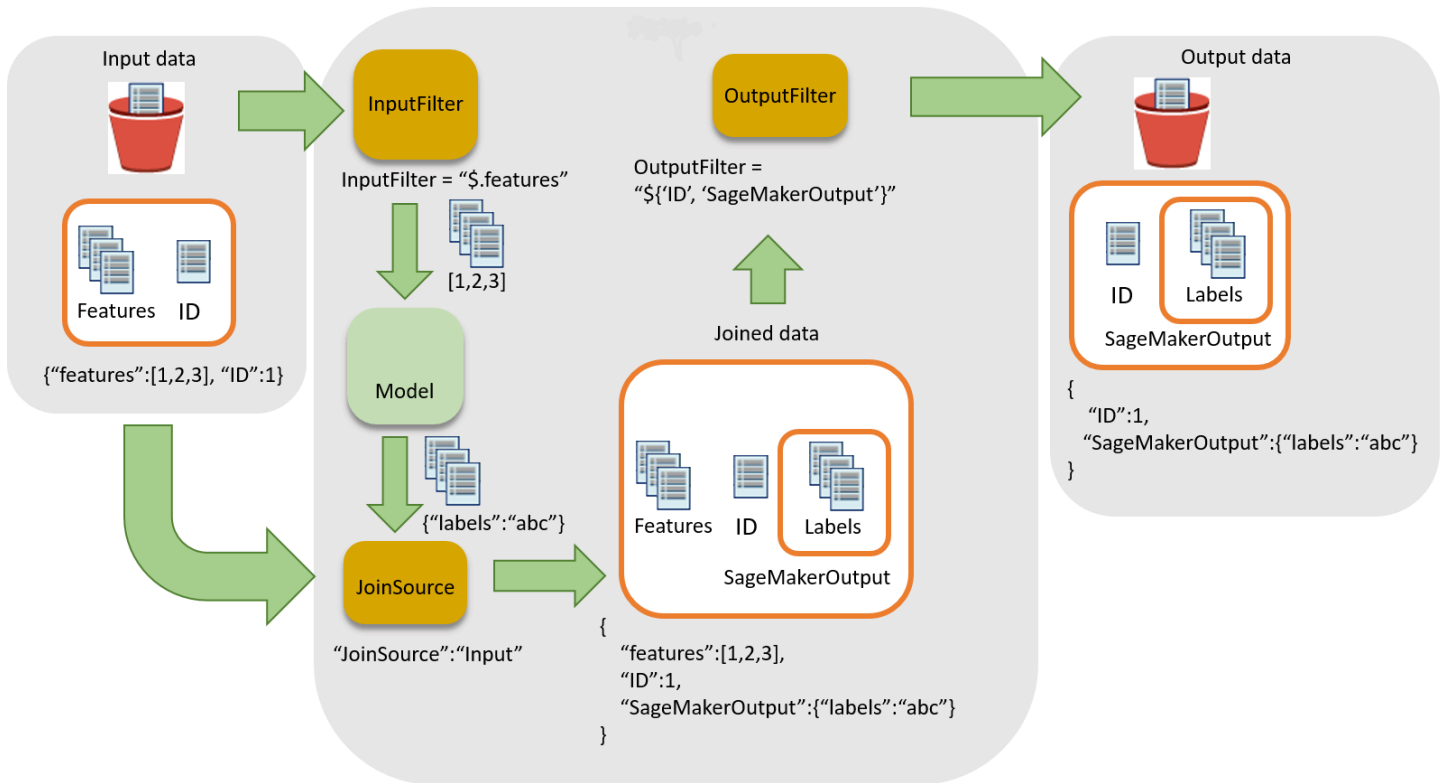 Input data
Features
ID
{“features”:[1,2,3], “ID”:1}
InputFilter
InputFilter = “$.features”
[1,2,3]
Model
{“labels”:“abc”}
JoinSource
“JoinSource”:“Input”
Joined data
Features
ID
Labels
SageMakerOutput
{
“features”:[1,2,3],
“ID”:1,
“SageMakerOutput”:{“labels”:“abc”}
}
OutputFilter
OutputFilter =
“${‘ID’, ‘SageMakerOutput’}”
Output data
ID
Labels
SageMakerOutput
{
“ID”:1,
“SageMakerOutput”:{“labels”:“abc”}
}